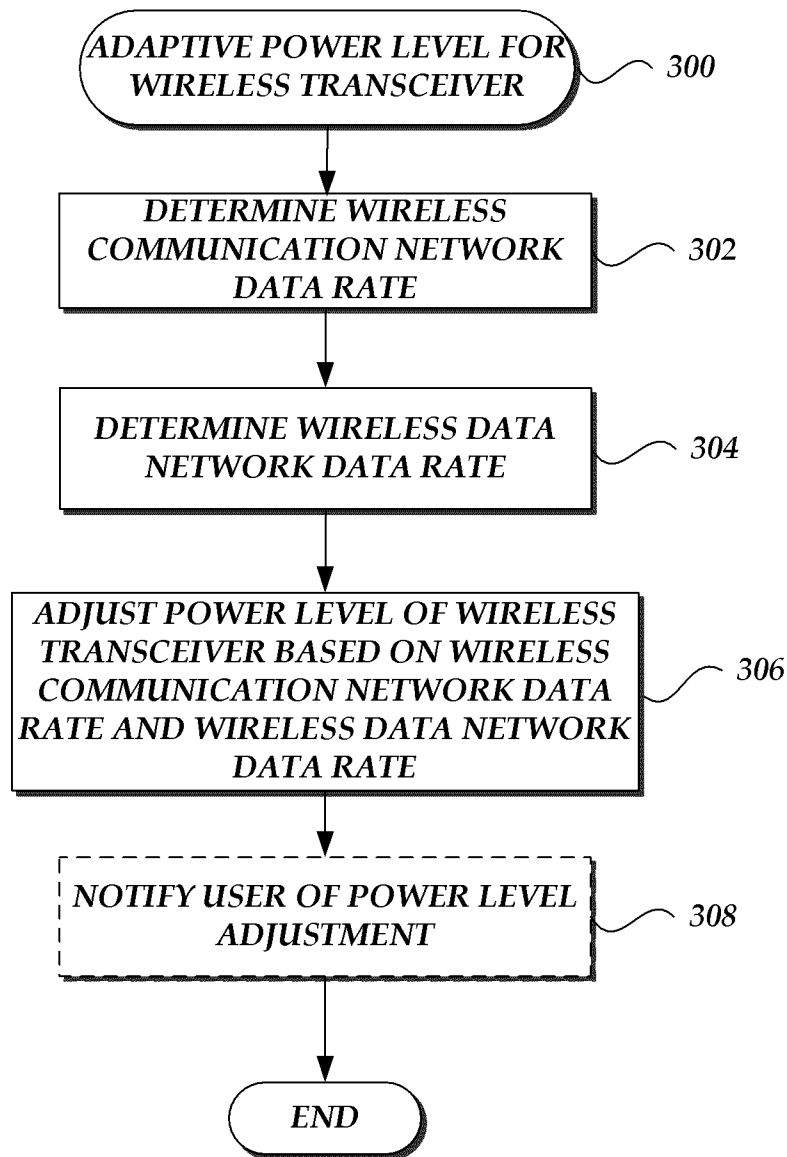 ADAPTIVE POWER LEVEL FOR
WIRELESS TRANSCEIVER
300
DETERMINE WIRELESS
COMMUNICATION NETWORK
DATA RATE
302
DETERMINE WIRELESS DATA
NETWORK DATA RATE
304
ADJUST POWER LEVEL OF WIRELESS
TRANSCEIVER BASED ON WIRELESS
COMMUNICATION NETWORK DATA
RATE AND WIRELESS DATA NETWORK
DATA RATE
306
NOTIFY USER OF POWER LEVEL
ADJUSTMENT
308
END